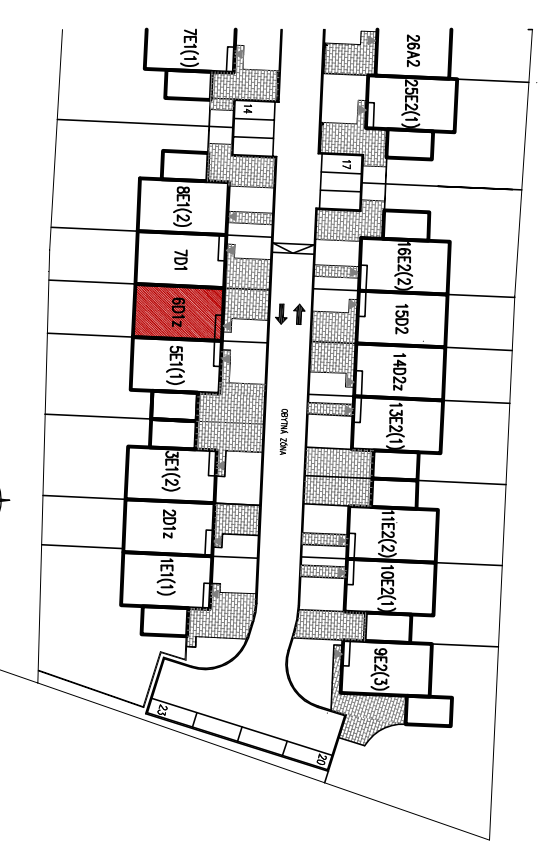 7E1(1)
26A2
25E2(1)
14
17
8E1(2)
7D1
16E2(2)
6D1z
15D2
5E1(1)
14D2z
13E2(1)
OBYTNÁ ZÓNA
3E1(2)
2D1z
11E2(2)
1E1(1)
10E2(1)
9E2(3)
23
20